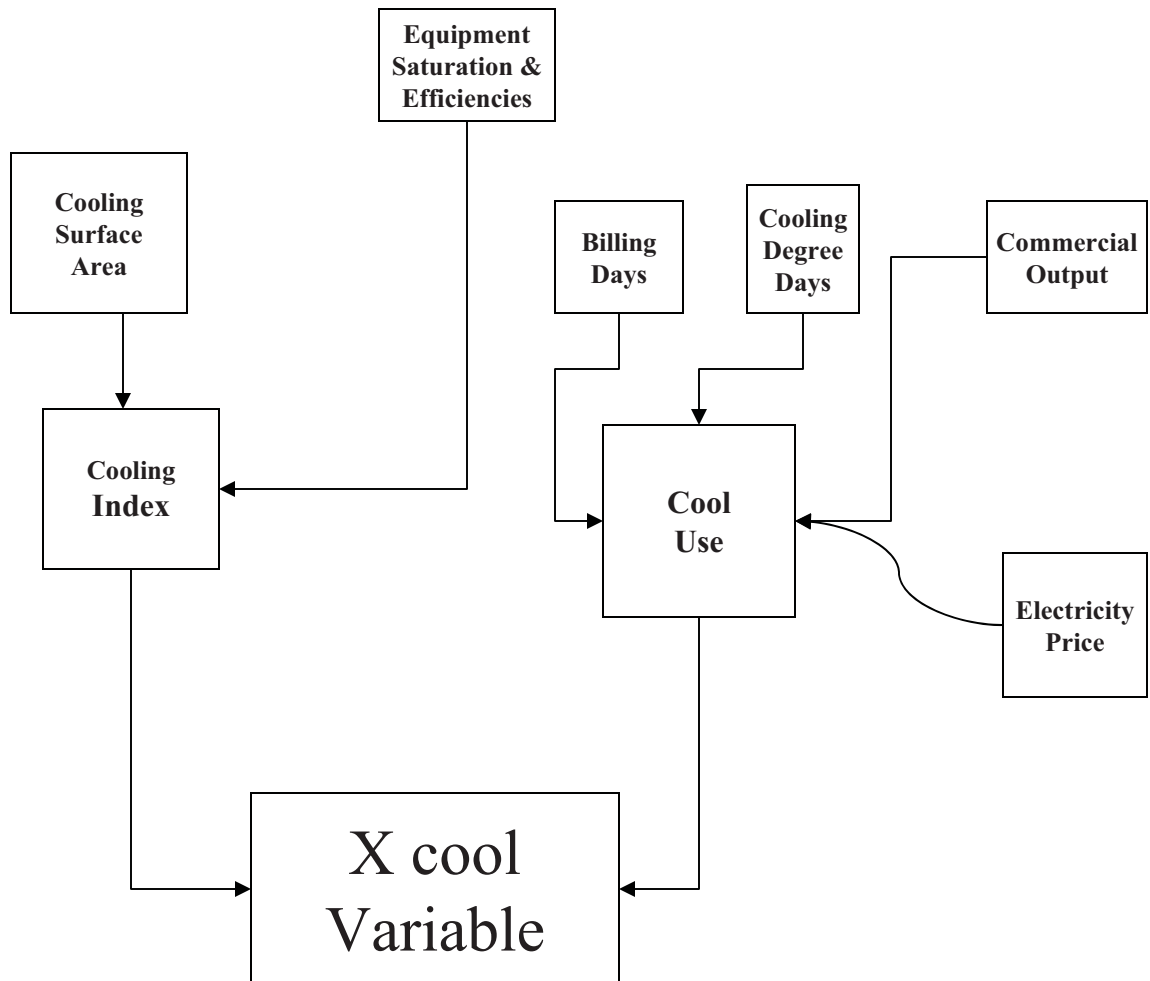 Equipment
Saturation &
Efficiencies
Cooling
Surface
Area
Billing
Days
Cooling
Degree
Days
Commercial
Output
Cooling
Index
Cool
Use
Electricity
Price
X cool
Variable